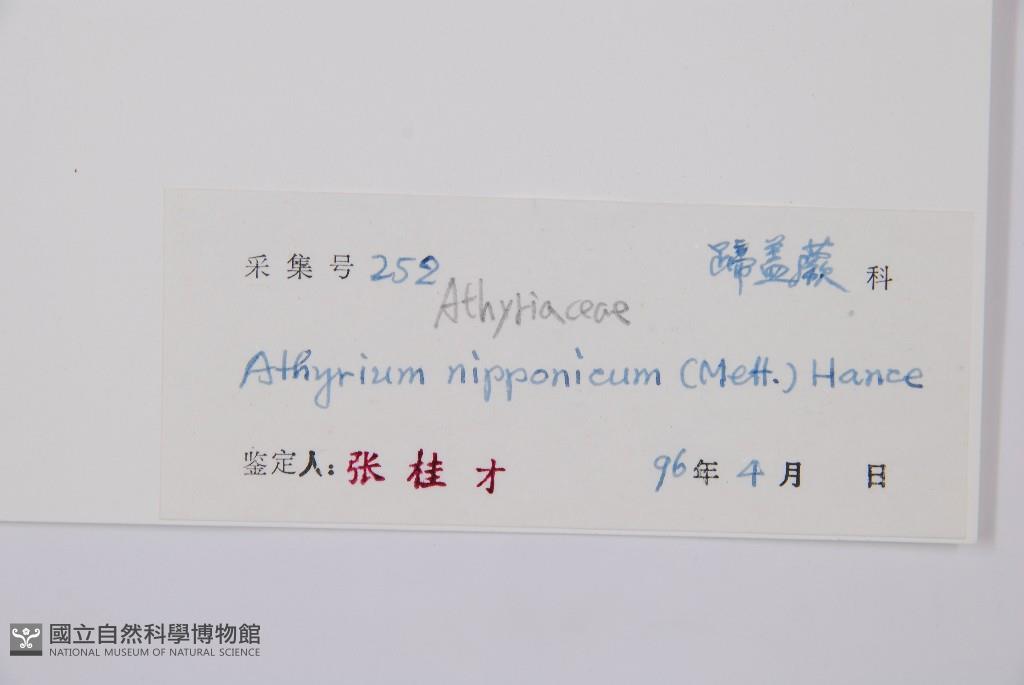 采集号 252 蹄盖蕨 科
Athyriaceae
Athyrium nipponicum (Mett.) Hance
鉴定人：张桂才 96年4月 日
國立自然科學博物館
NATIONAL MUSEUM OF NATURAL SCIENCE